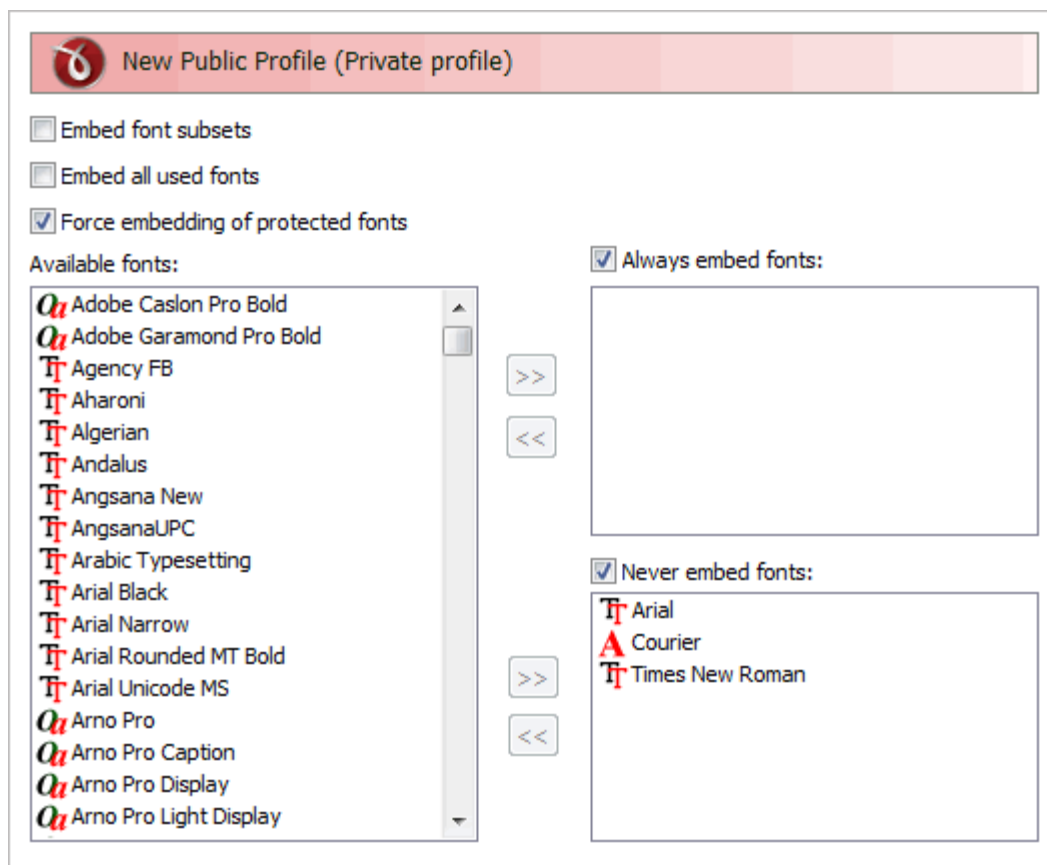 New Public Profile (Private profile)
Embed font subsets
Embed all used fonts
Force embedding of protected fonts
Available fonts:
Adobe Caslon Pro Bold
Adobe Garamond Pro Bold
Agency FB
Aharoni
Algerian
Andalus
Angsana New
AngsanaUPC
Arabic Typesetting
Arial Black
Arial Narrow
Arial Rounded MT Bold
Arial Unicode MS
Arno Pro
Arno Pro Caption
Arno Pro Display
Arno Pro Light Display
>>
<<
>>
<<
Always embed fonts:
Never embed fonts:
Arial
Courier
Times New Roman